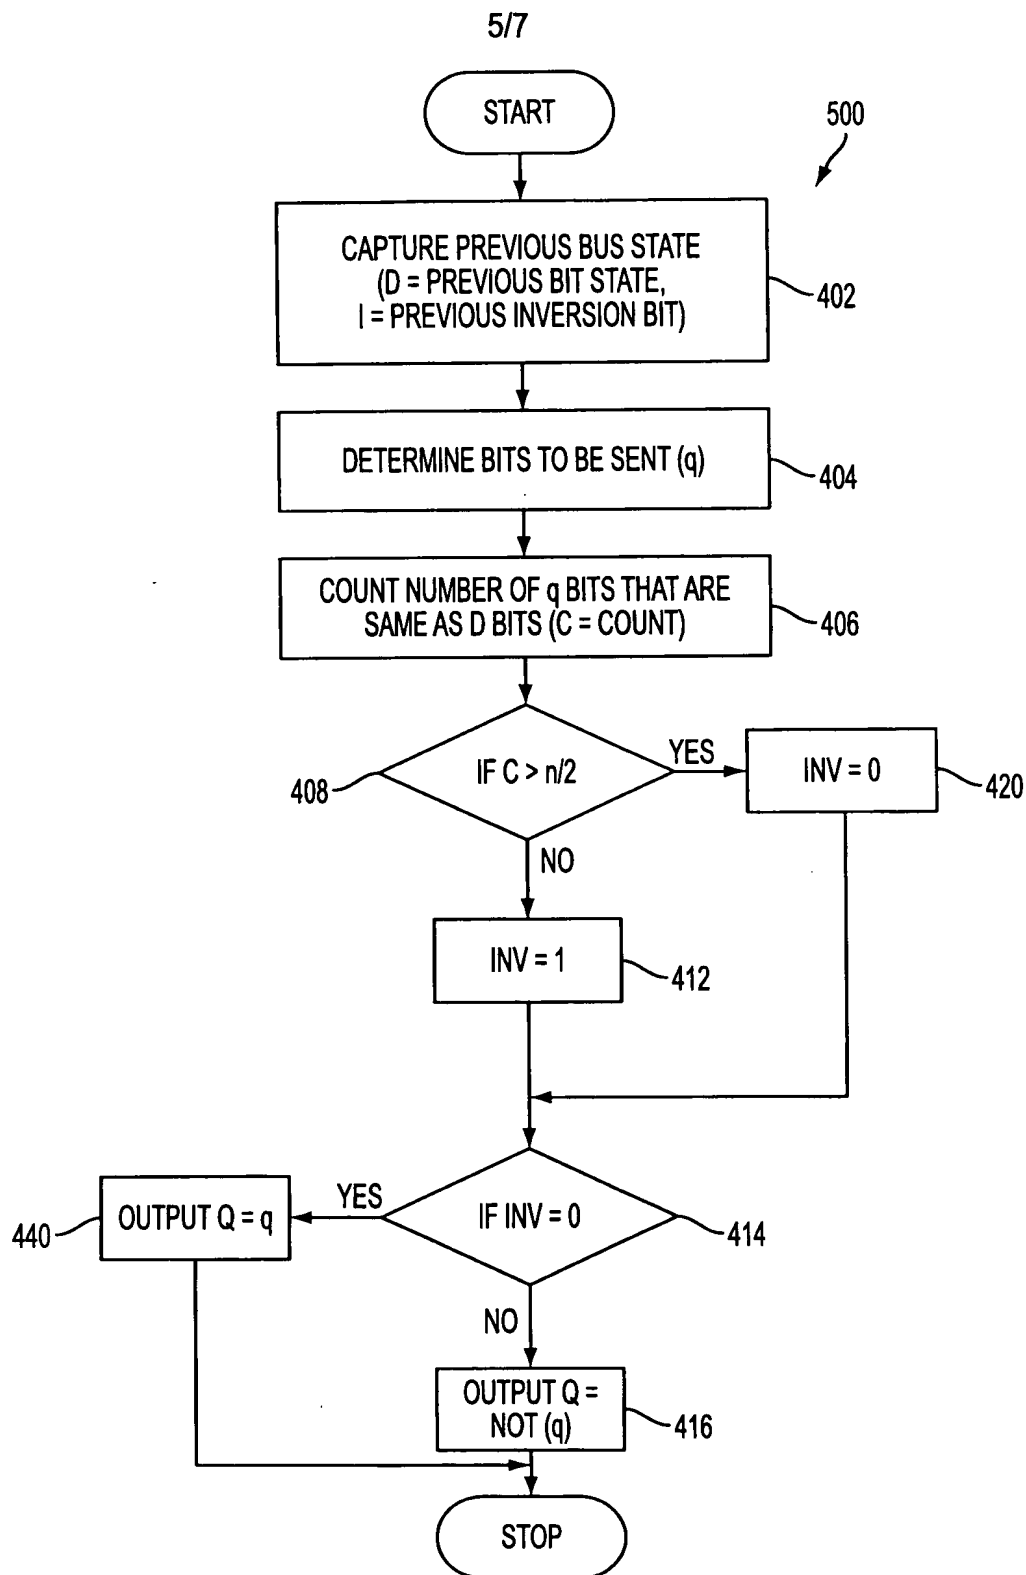 5/7
START
500
CAPTURE PREVIOUS BUS STATE
(D = PREVIOUS BIT STATE,
I = PREVIOUS INVERSION BIT)
402
DETERMINE BITS TO BE SENT (q)
404
COUNT NUMBER OF q BITS THAT ARE
SAME AS D BITS (C = COUNT)
406
IF C > n/2
408
YES
INV = 0
420
NO
INV = 1
412
IF INV = 0
414
YES
OUTPUT Q = q
440
NO
OUTPUT Q =
NOT (q)
416
STOP